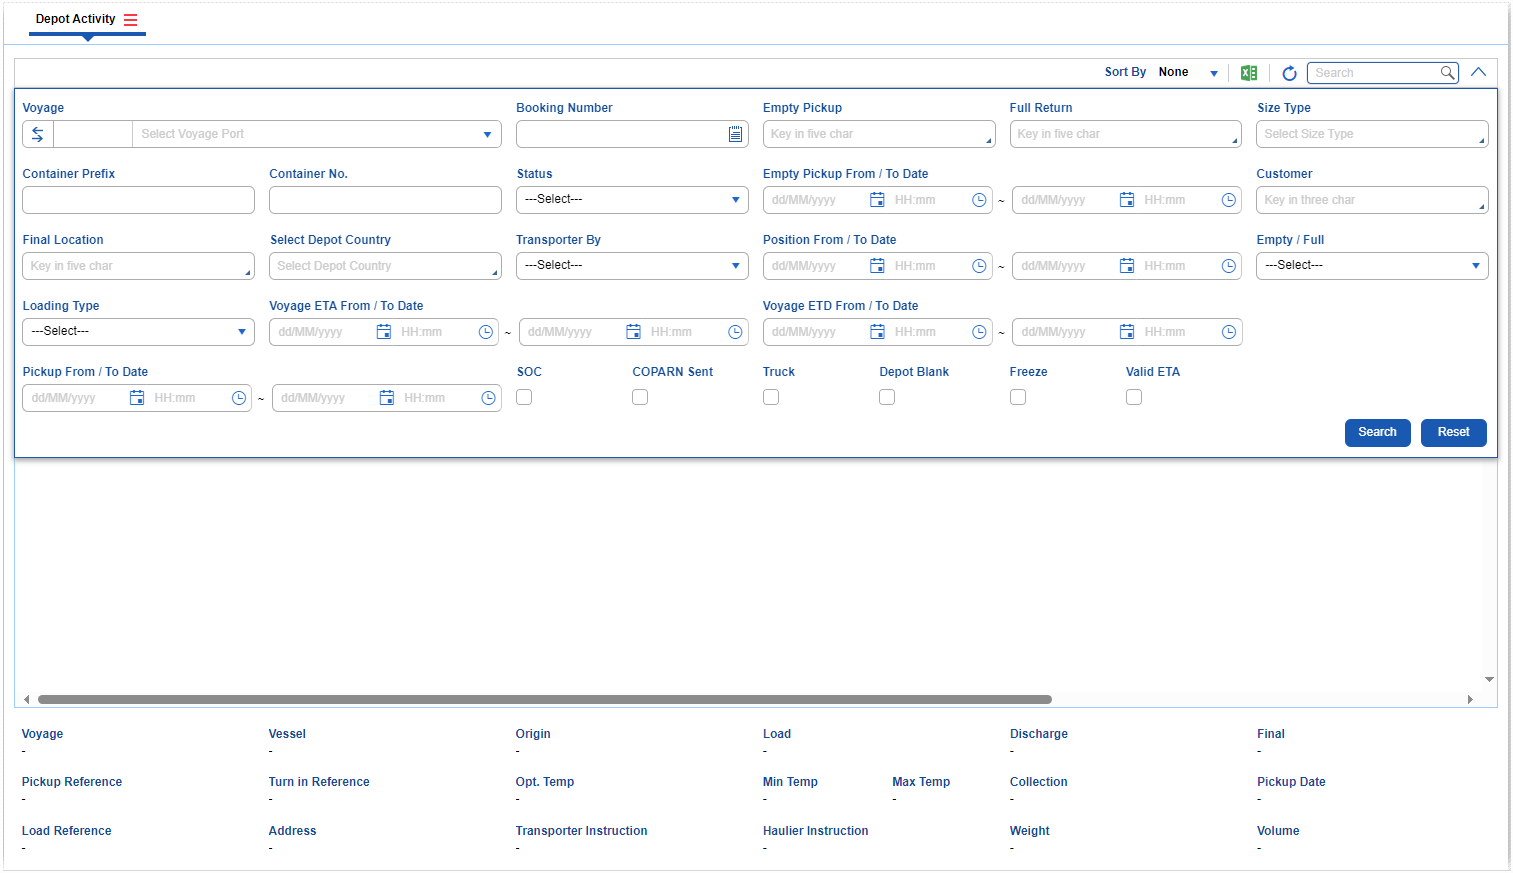 Depot Activity
Sort By None Search
Voyage Booking Number Empty Pickup Full Return Size Type
Select Voyage Port Key in five char Key in five char Select Size Type
Container Prefix Container No. Status Empty Pickup From / To Date Customer
---Select--- dd/MM/yyyy HH:mm ~ dd/MM/yyyy HH:mm Key in three char
Final Location Select Depot Country Transporter By Position From / To Date Empty / Full
Key in five char Select Depot Country ---Select--- dd/MM/yyyy HH:mm ~ dd/MM/yyyy HH:mm ---Select---
Loading Type Voyage ETA From / To Date Voyage ETD From / To Date
---Select--- dd/MM/yyyy HH:mm ~ dd/MM/yyyy HH:mm dd/MM/yyyy HH:mm ~ dd/MM/yyyy HH:mm
Pickup From / To Date SOC COPARN Sent Truck Depot Blank Freeze Valid ETA
dd/MM/yyyy HH:mm ~ dd/MM/yyyy HH:mm
Search Reset
Voyage Vessel Origin Load Discharge Final
- - - - - -
Pickup Reference Turn in Reference Opt. Temp Min Temp Max Temp Collection Pickup Date
- - - - - - -
Load Reference Address Transporter Instruction Haulier Instruction Weight Volume
- - - - - -